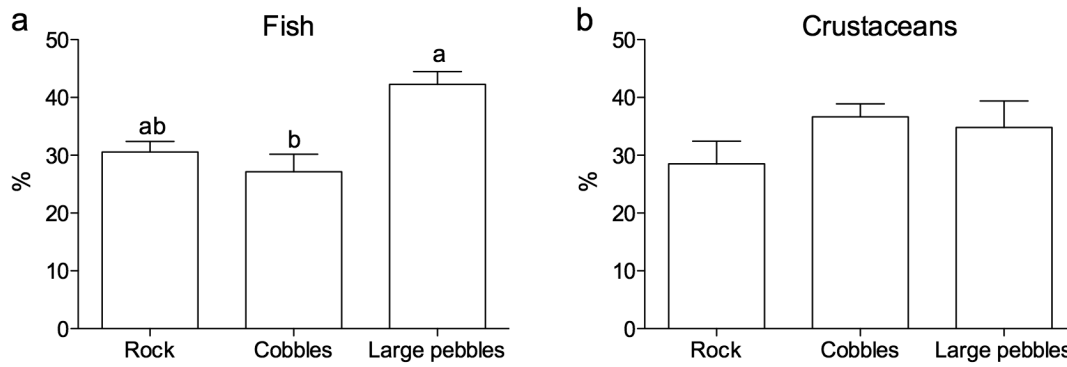 a
Fish
50
40
30
20
10
0
%
ab
b
a
Rock
Cobbles
Large pebbles
b
Crustaceans
50
40
30
20
10
0
%
Rock
Cobbles
Large pebbles